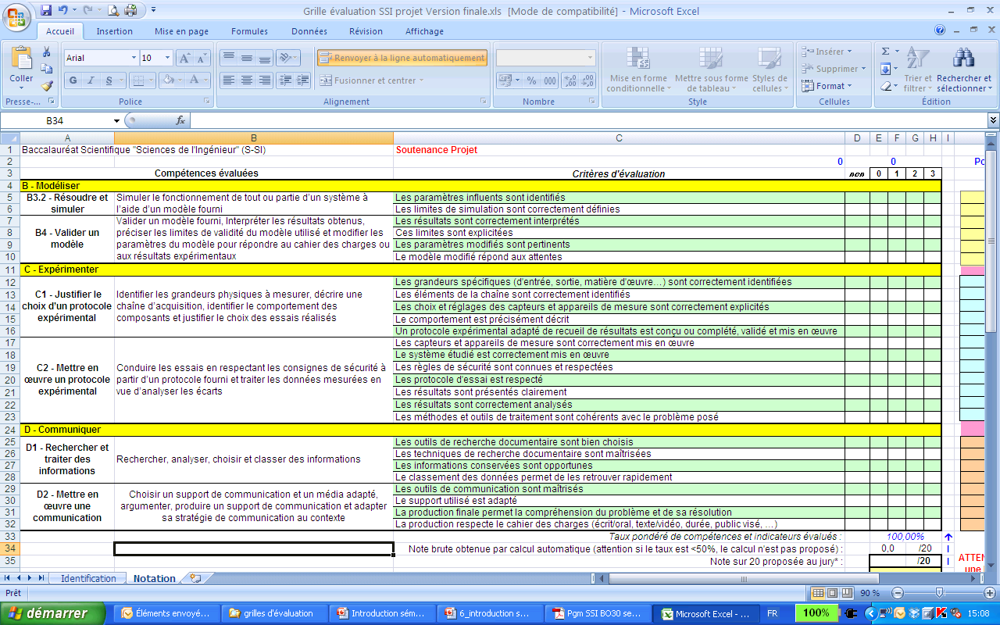 Grille évaluation SSI projet Version finale.xls [Mode de compatibilité] - Microsoft Excel
Accueil Insertion Mise en page Formules Données Révision Affichage
Coller
Arial 10
G I S
Renvoyer à la ligne automatiquement
Fusionner et centrer
% 000
Mise en forme conditionnelle
Mettre sous forme de tableau
Styles de cellules
Insérer
Supprimer
Format
Trier et filtrer
Rechercher et sélectionner
Presse-... Police Alignement Nombre Style Cellules Édition
B34 fx
A B C D E F G H I
1 Baccalauréat Scientifique "Sciences de l'Ingénieur" (S-SI) Soutenance Projet
2 0 0 Po
3 Compétences évaluées Critères d'évaluation non 0 1 2 3
4 B - Modéliser
5 B3.2 - Résoudre et Simuler le fonctionnement de tout ou partie d'un système à Les paramètres influents sont identifiés
6 simuler l'aide d'un modèle fourni Les limites de simulation sont correctement définies
7 Valider un modèle fourni, Interpréter les résultats obtenus, Les résultats sont correctement interprétés
8 B4 - Valider un préciser les limites de validité du modèle utilisé et modifier les Ces limites sont explicitées
9 modèle paramètres du modèle pour répondre au cahier des charges ou Les paramètres modifiés sont pertinents
10 aux résultats expérimentaux Le modèle modifié répond aux attentes
11 C - Expérimenter
12 Les grandeurs spécifiques (d'entrée, sortie, matière d'œuvre...) sont correctement identifiées
13 C1 - Justifier le Identifier les grandeurs physiques à mesurer, décrire une Les éléments de la chaîne sont correctement identifiés
14 choix d'un protocole chaîne d'acquisition, identifier le comportement des Les choix et réglages des capteurs et appareils de mesure sont correctement explicités
15 expérimental composants et justifier le choix des essais réalisés Le comportement est précisément décrit
16 Un protocole expérimental adapté de recueil de résultats est conçu ou complété, validé et mis en œuvre
17 Les capteurs et appareils de mesure sont correctement mis en œuvre
18 Le système étudié est correctement mis en œuvre
19 C2 - Mettre en Conduire les essais en respectant les consignes de sécurité à Les règles de sécurité sont connues et respectées
20 œuvre un protocole partir d'un protocole fourni et traiter les données mesurées en Les protocole d'essai est respecté
21 expérimental vue d'analyser les écarts Les résultats sont présentés clairement
22 Les résultats sont correctement analysés
23 Les méthodes et outils de traitement sont cohérents avec le problème posé
24 D - Communiquer
25 D1 - Rechercher et Les outils de recherche documentaire sont bien choisis
26 traiter des Rechercher, analyser, choisir et classer des informations Les techniques de recherche documentaire sont maîtrisées
27 informations Les informations conservées sont opportunes
28 Le classement des données permet de les retrouver rapidement
29 D2 - Mettre en Choisir un support de communication et un média adapté, Les outils de communication sont maîtrisés
30 œuvre une argumenter, produire un support de communication et adapter Le support utilisé est adapté
31 communication sa stratégie de communication au contexte La production finale permet la compréhension du problème et de sa résolution
32 La production respecte le cahier des charges (écrit/oral, texte/vidéo, durée, public visé, ...)
33 Taux pondéré de compétences et indicateurs évalués : 100,00%
34 Note brute obtenue par calcul automatique (attention si le taux est <50%, le calcul n'est pas proposé) : 0,0 /20
35 Note sur 20 proposée au jury* : /20
ATTEN
une
Identification Notation
Prêt 90 %
démarrer Éléments envoyé... grilles d'évaluation Introduction sém... 6_introduction s... Pgm SSI BO30 se... Microsoft Excel - ... FR 100% 15:08